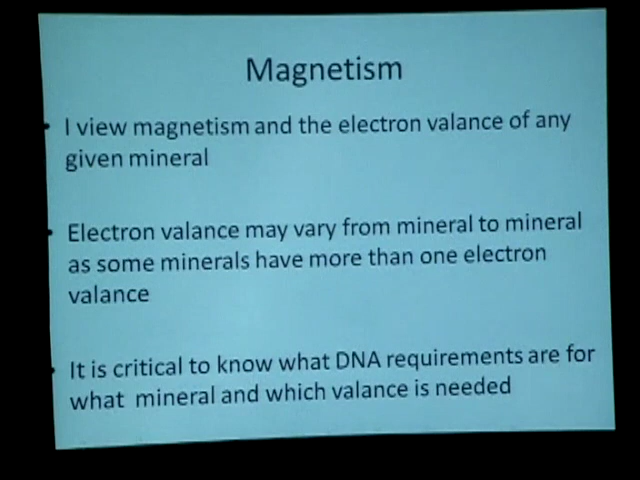 Magnetism
• I view magnetism and the electron valance of any
given mineral
• Electron valance may vary from mineral to mineral
as some minerals have more than one electron
valance
• It is critical to know what DNA requirements are for
what mineral and which valance is needed